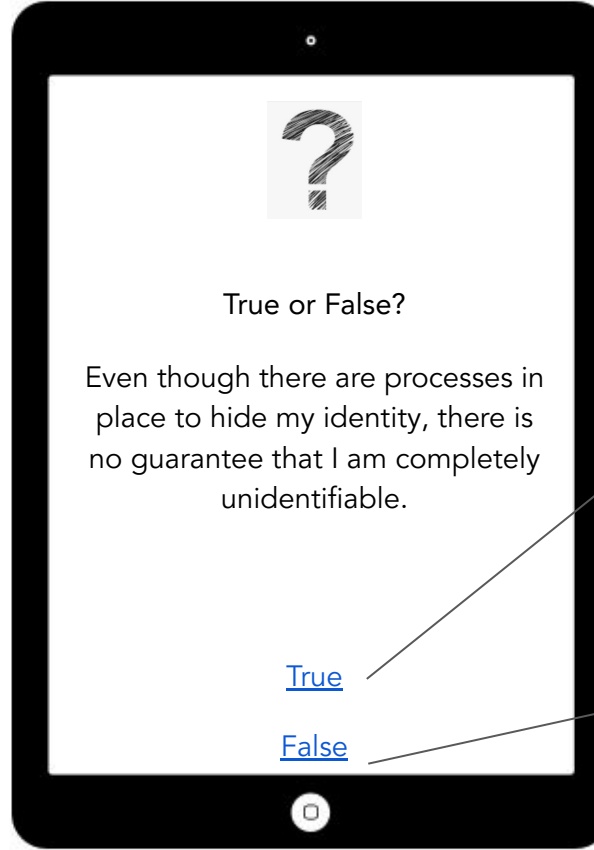 ?
True or False?
Even though there are processes in
place to hide my identity, there is
no guarantee that I am completely
unidentifiable.
True
False